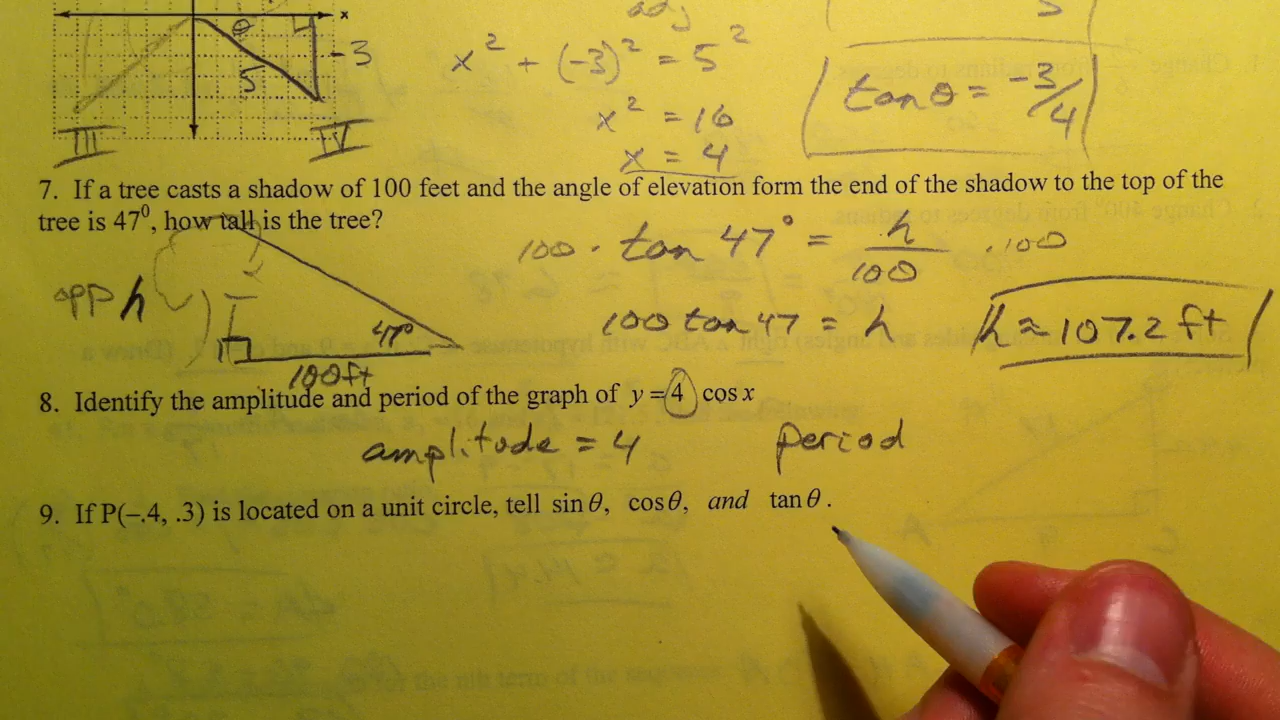 x
θ
-3
5
III
IV
adj
x² + (-3)² = 5²
x² = 16
x = 4
5
tan θ = -3/4
7. If a tree casts a shadow of 100 feet and the angle of elevation form the end of the shadow to the top of the
tree is 47⁰, how tall is the tree?
opp h
47°
100ft
100 · tan 47° = h/100 · 100
100 tan 47 = h
h ≈ 107.2 ft
8. Identify the amplitude and period of the graph of y = 4 cos x
amplitude = 4 period
9. If P(–.4, .3) is located on a unit circle, tell sin θ, cos θ, and tan θ.